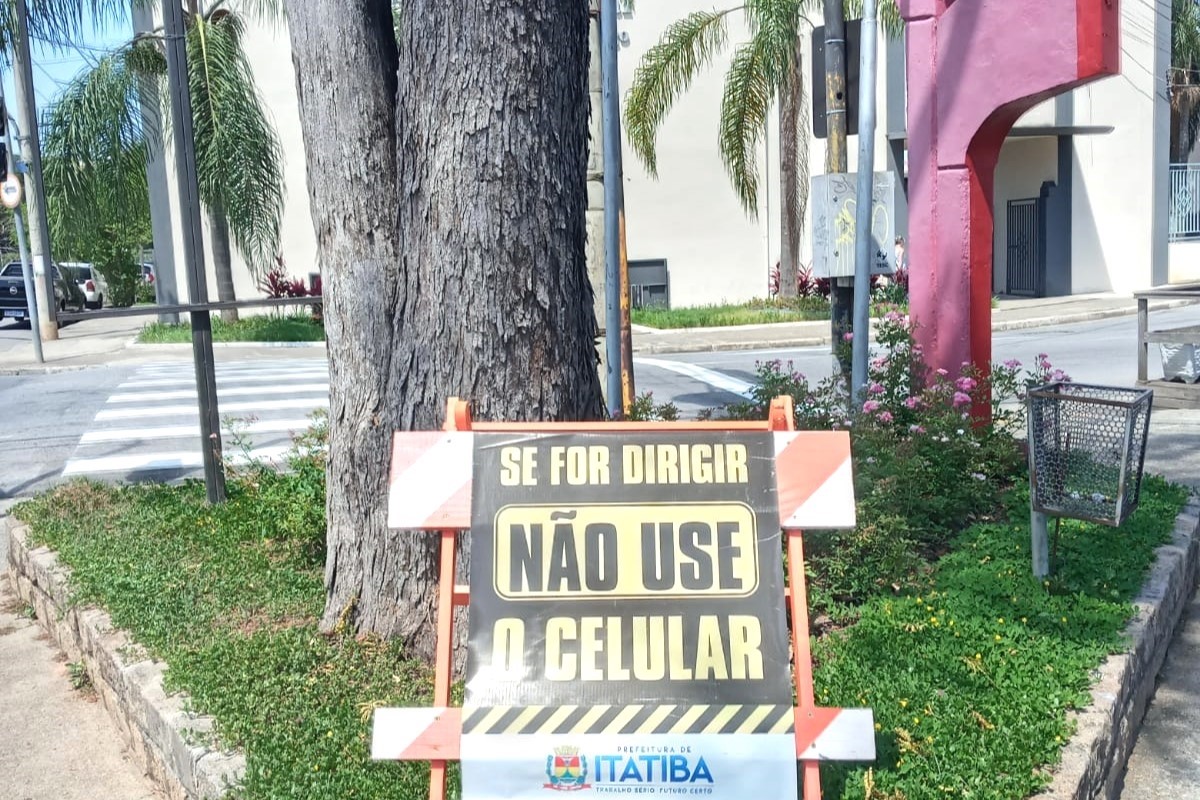 SE FOR DIRIGIR
NÃO USE
O CELULAR
PREFEITURA DE
ITATIBA
TRABALHO SÉRIO FUTURO CERTO